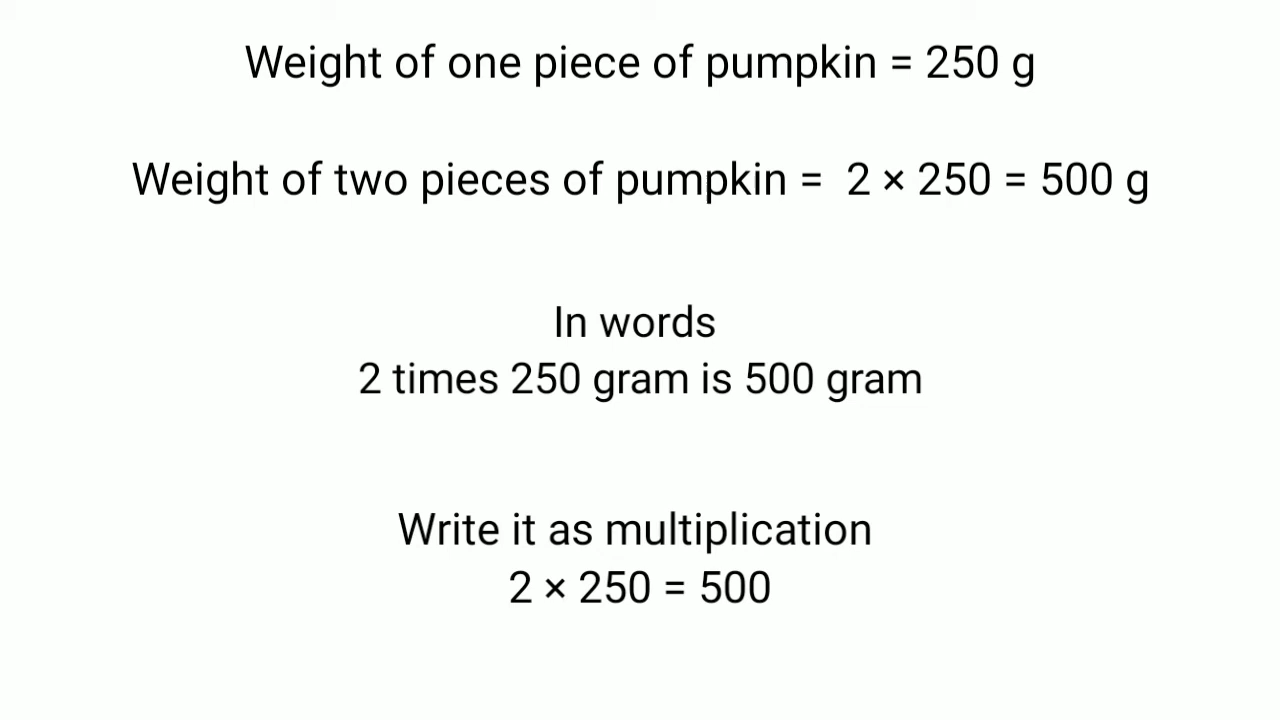 Weight of one piece of pumpkin = 250 g
Weight of two pieces of pumpkin = 2 × 250 = 500 g
In words
2 times 250 gram is 500 gram
Write it as multiplication
2 × 250 = 500